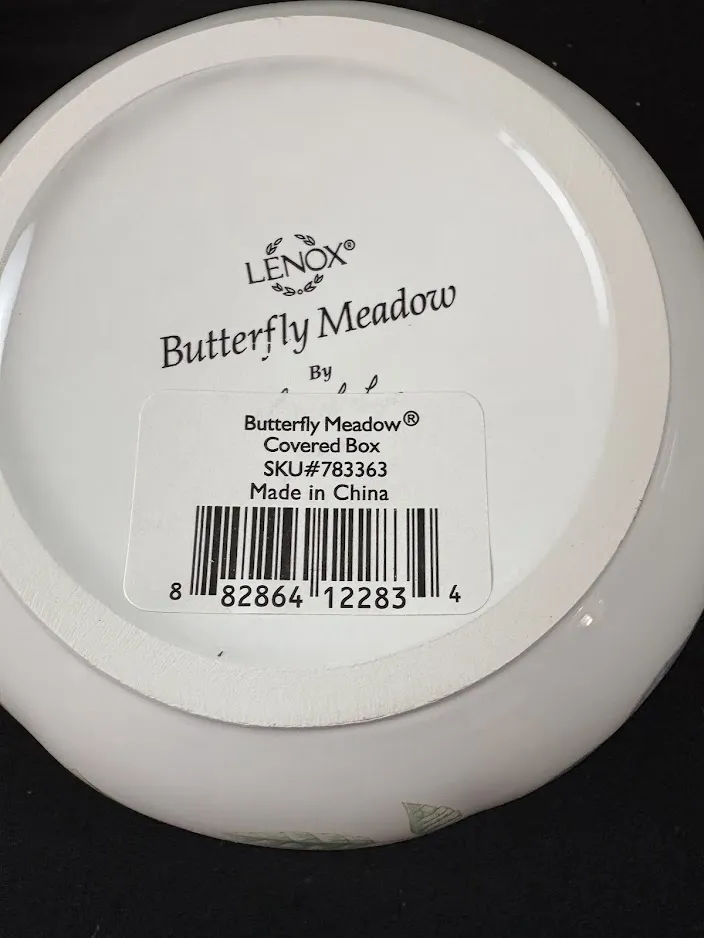 LENOX®
Butterfly Meadow
By
Butterfly Meadow®
Covered Box
SKU#783363
Made in China
8 82864 12283 4